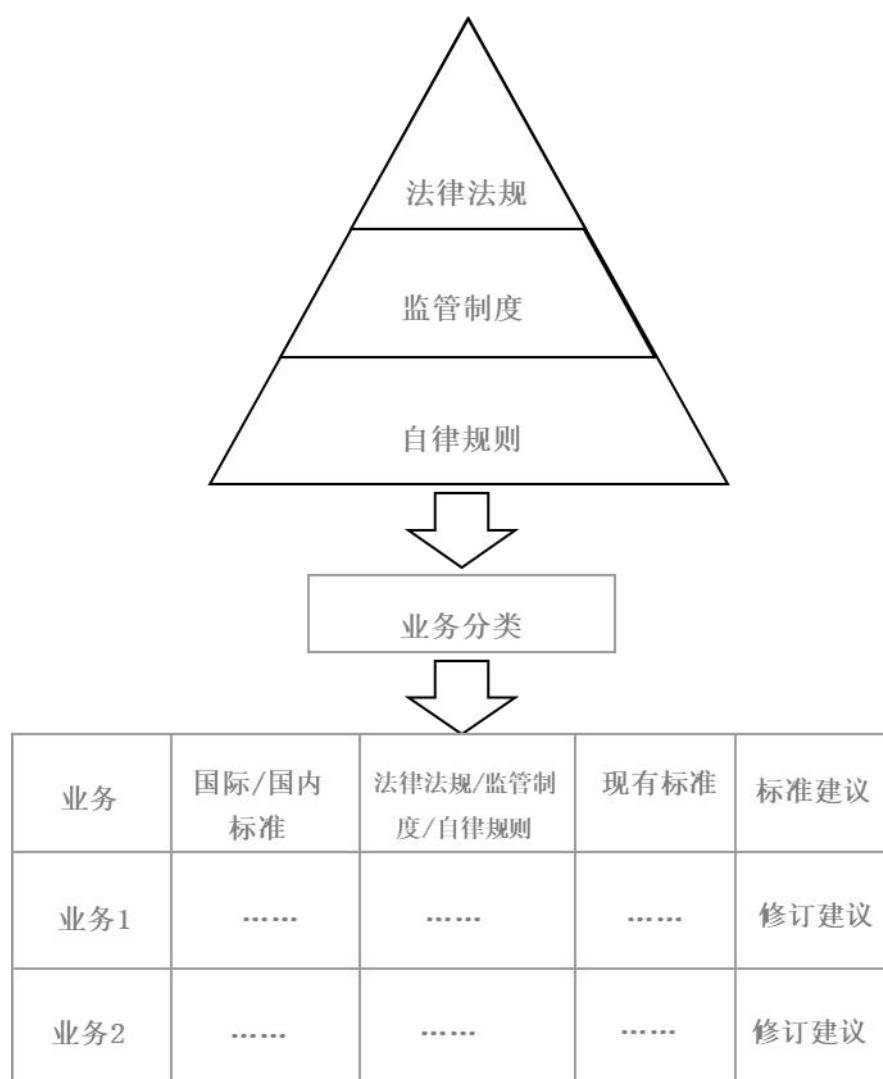 法律法规
监管制度
自律规则
业务分类
业务
国际/国内
标准
法律法规/监管制
度/自律规则
现有标准
标准建议
业务1
……
……
……
修订建议
业务2
……
……
……
修订建议